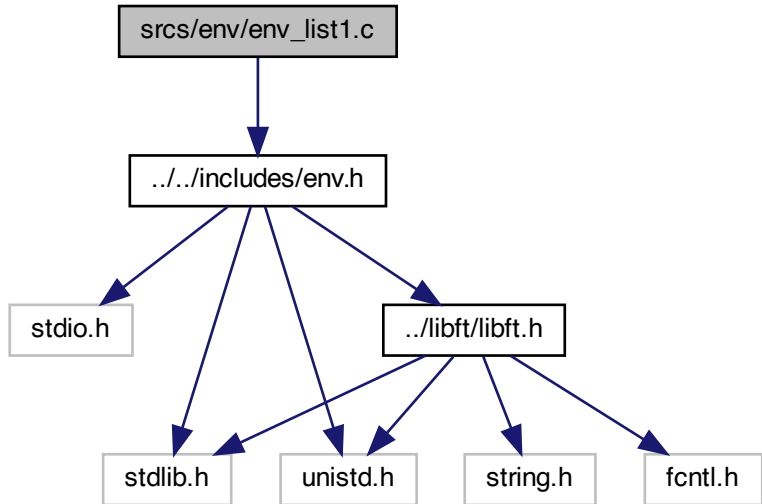 srcs/env/env_list1.c
../../includes/env.h
stdio.h
../libft/libft.h
stdlib.h
unistd.h
string.h
fcntl.h